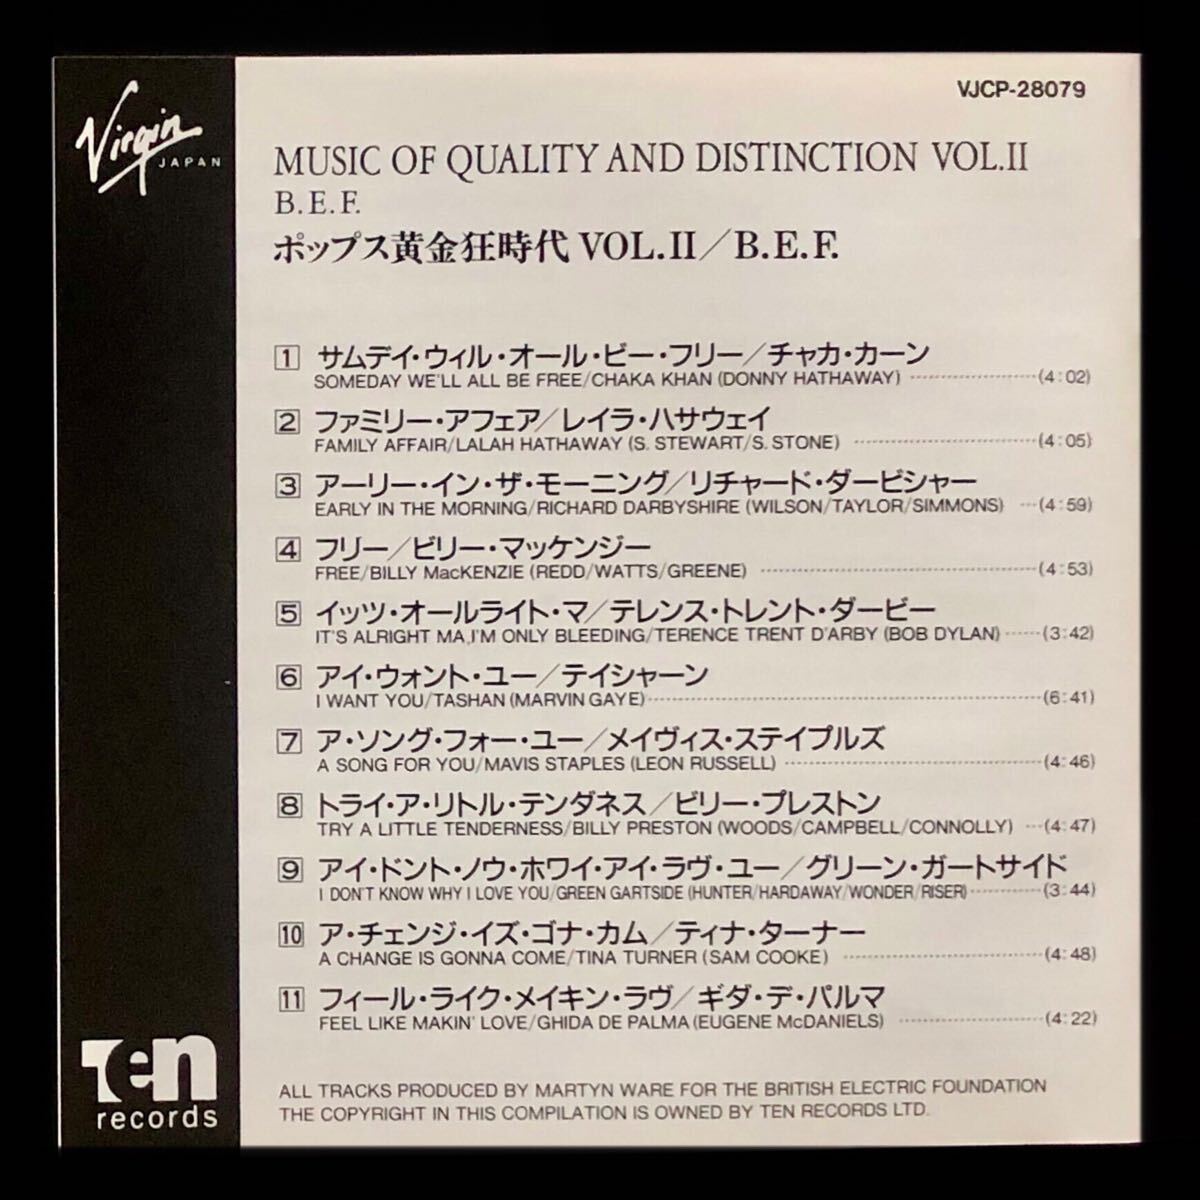 Virgin
JAPAN
VJCP-28079
MUSIC OF QUALITY AND DISTINCTION VOL.II
B.E.F.
ポップス黄金狂時代 VOL.II／B.E.F.
1 サムデイ・ウィル・オール・ビー・フリー／チャカ・カーン
SOMEDAY WE'LL ALL BE FREE/CHAKA KHAN (DONNY HATHAWAY) ……………(4:02)
2 ファミリー・アフェア／レイラ・ハサウェイ
FAMILY AFFAIR/LALAH HATHAWAY (S. STEWART/S. STONE) ……………(4:05)
3 アーリー・イン・ザ・モーニング／リチャード・ダービシャー
EARLY IN THE MORNING/RICHARD DARBYSHIRE (WILSON/TAYLOR/SIMMONS) …(4:59)
4 フリー／ビリー・マッケンジー
FREE/BILLY MacKENZIE (REDD/WATTS/GREENE) ……………(4:53)
5 イッツ・オールライト・マ／テレンス・トレント・ダービー
IT'S ALRIGHT MA,I'M ONLY BLEEDING/TERENCE TRENT D'ARBY (BOB DYLAN)……(3:42)
6 アイ・ウォント・ユー／テイシャーン
I WANT YOU/TASHAN (MARVIN GAYE)……………(6:41)
7 ア・ソング・フォー・ユー／メイヴィス・ステイプルズ
A SONG FOR YOU/MAVIS STAPLES (LEON RUSSELL) ……………(4:46)
8 トライ・ア・リトル・テンダネス／ビリー・プレストン
TRY A LITTLE TENDERNESS/BILLY PRESTON (WOODS/CAMPBELL/CONNOLLY) …(4:47)
9 アイ・ドント・ノウ・ホワイ・アイ・ラヴ・ユー／グリーン・ガートサイド
I DON'T KNOW WHY I LOVE YOU/GREEN GARTSIDE (HUNTER/HARDAWAY/WONDER/RISER)…………(3:44)
10 ア・チェンジ・イズ・ゴナ・カム／ティナ・ターナー
A CHANGE IS GONNA COME/TINA TURNER (SAM COOKE) ……………(4:48)
11 フィール・ライク・メイキン・ラヴ／ギダ・デ・パルマ
FEEL LIKE MAKIN' LOVE/GHIDA DE PALMA (EUGENE McDANIELS) ……………(4:22)
ALL TRACKS PRODUCED BY MARTYN WARE FOR THE BRITISH ELECTRIC FOUNDATION
THE COPYRIGHT IN THIS COMPILATION IS OWNED BY TEN RECORDS LTD.
Ten
records